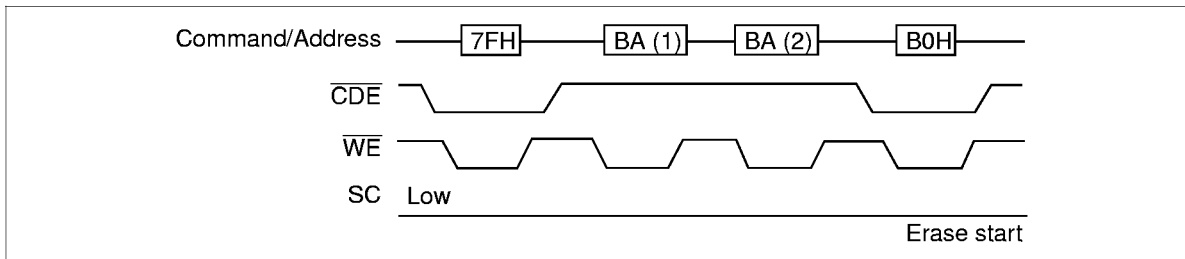 Command/Address 7FH BA (1) BA (2) B0H
CDE
WE
SC Low
Erase start